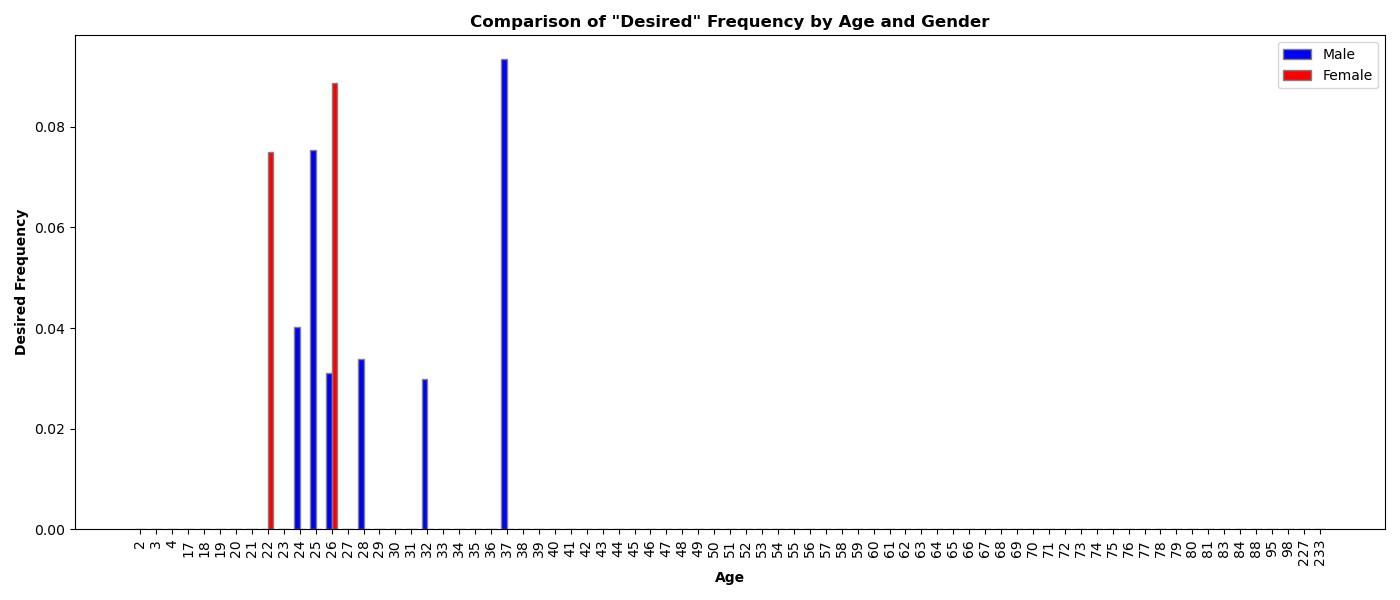 Comparison of "Desired" Frequency by Age and Gender
Male
Female
Desired Frequency
0.08
0.06
0.04
0.02
0.00
2 3 4 17 18 19 20 21 22 23 24 25 26 27 28 29 30 31 32 33 34 35 36 37 38 39 40 41 42 43 44 45 46 47 48 49 50 51 52 53 54 55 56 57 58 59 60 61 62 63 64 65 66 67 68 69 70 71 72 73 74 75 76 77 78 79 80 81 83 84 88 95 98 227 233
Age